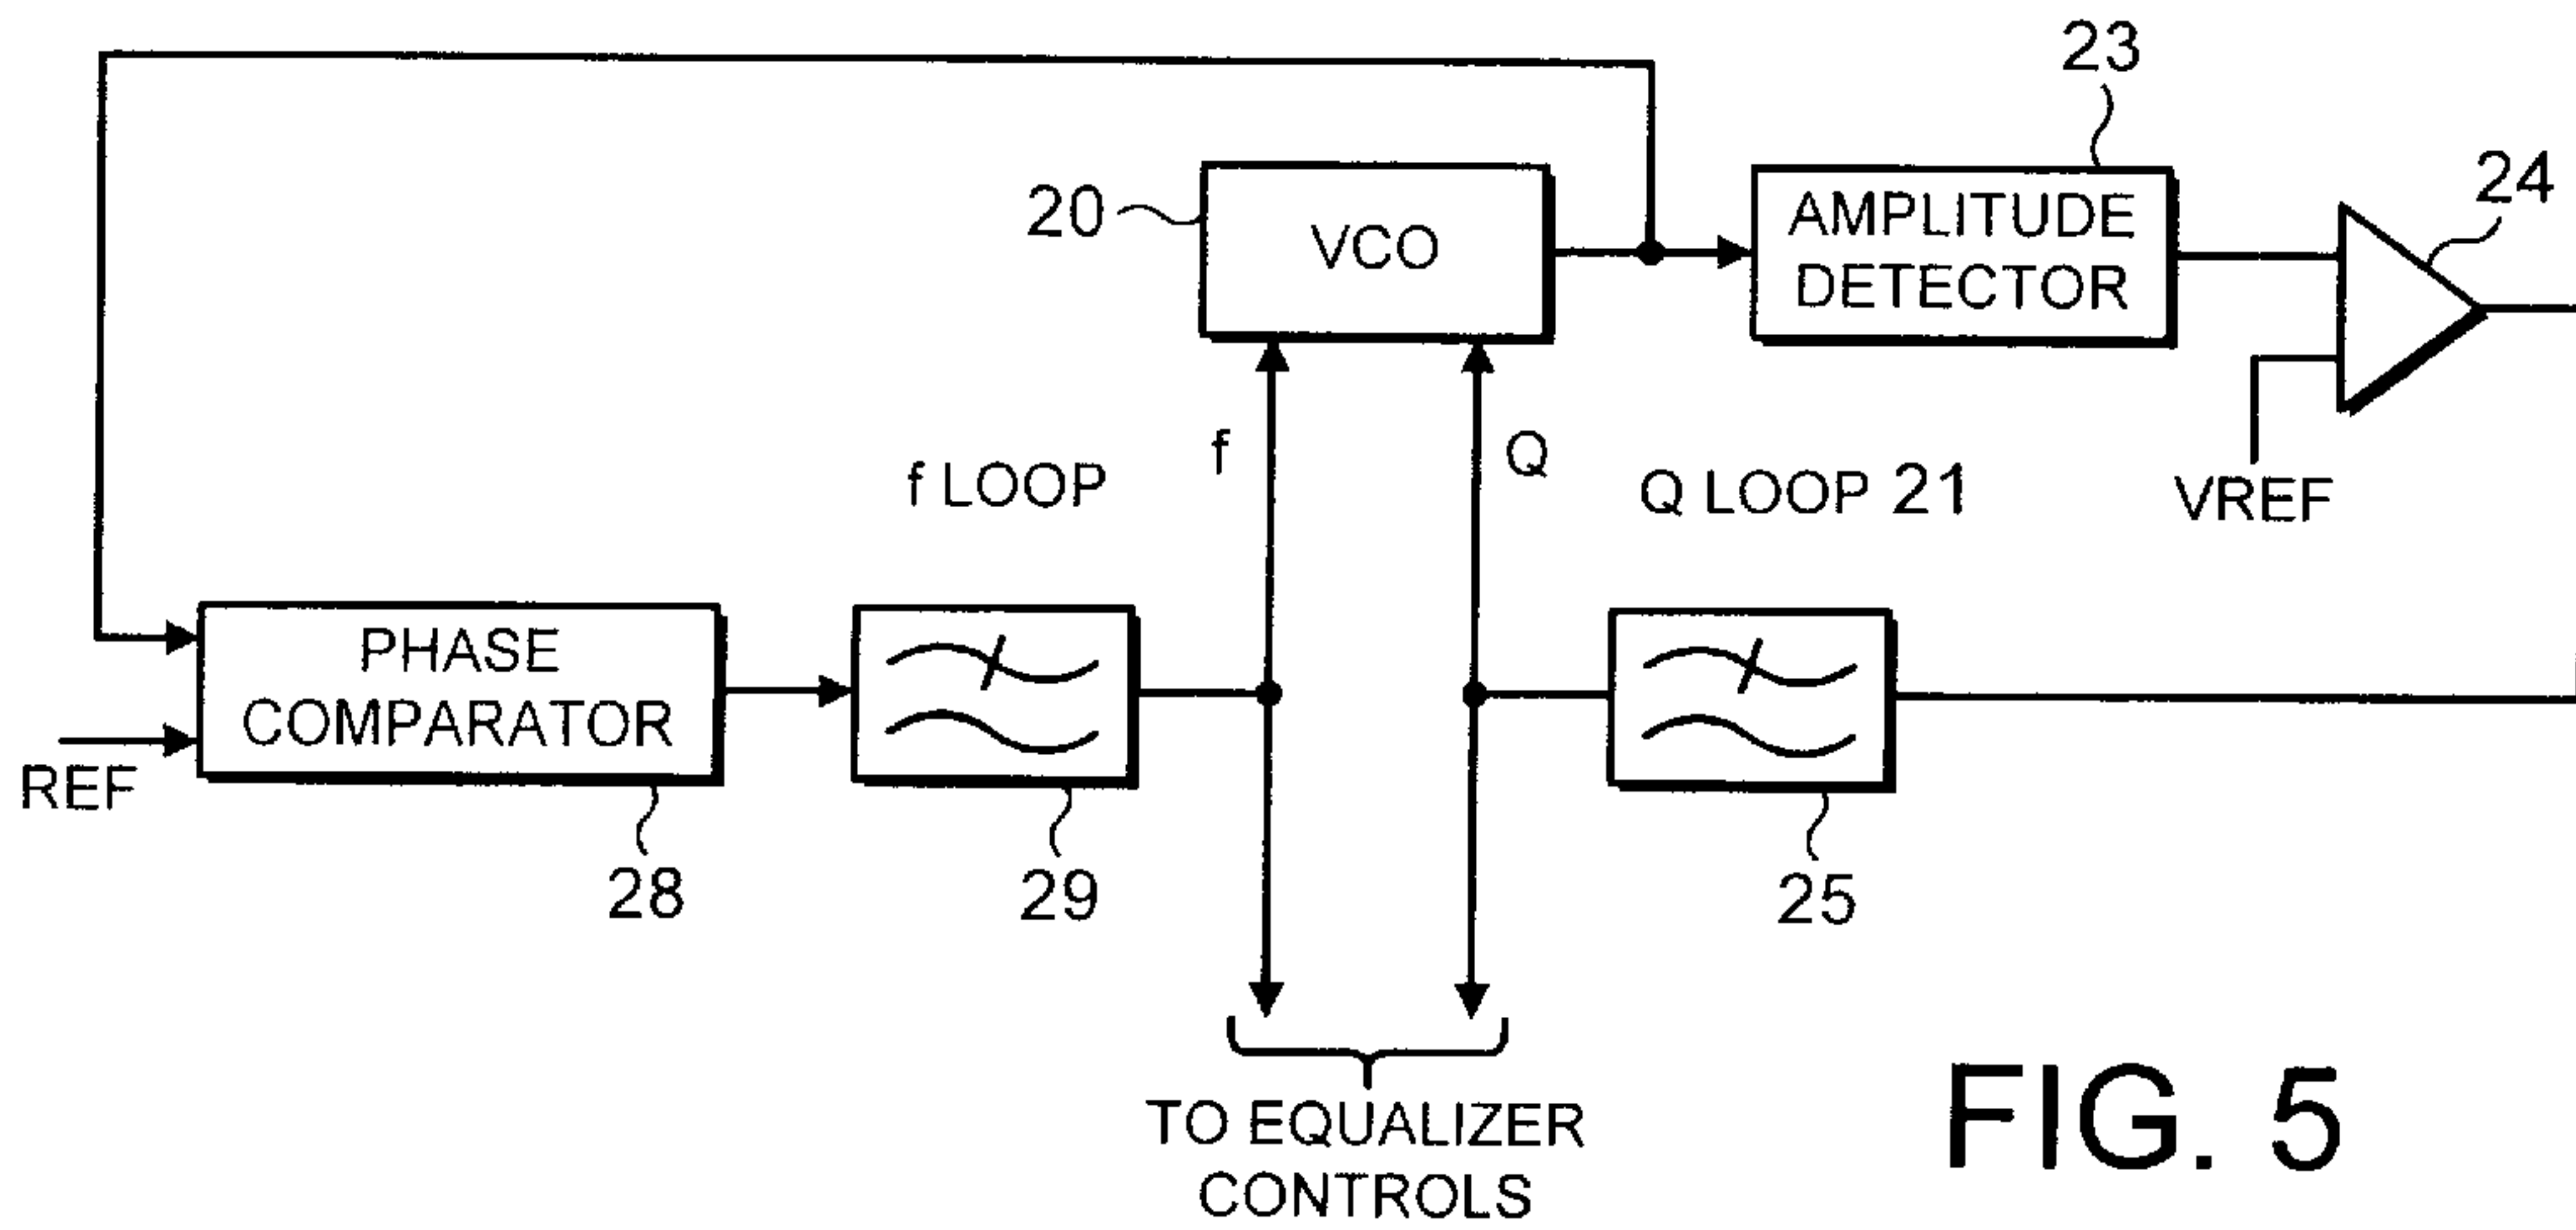 23
24
20
VCO
AMPLITUDE
DETECTOR
f
Q
f LOOP
Q LOOP 21
VREF
PHASE
COMPARATOR
REF
28
29
25
TO EQUALIZER
CONTROLS
FIG. 5